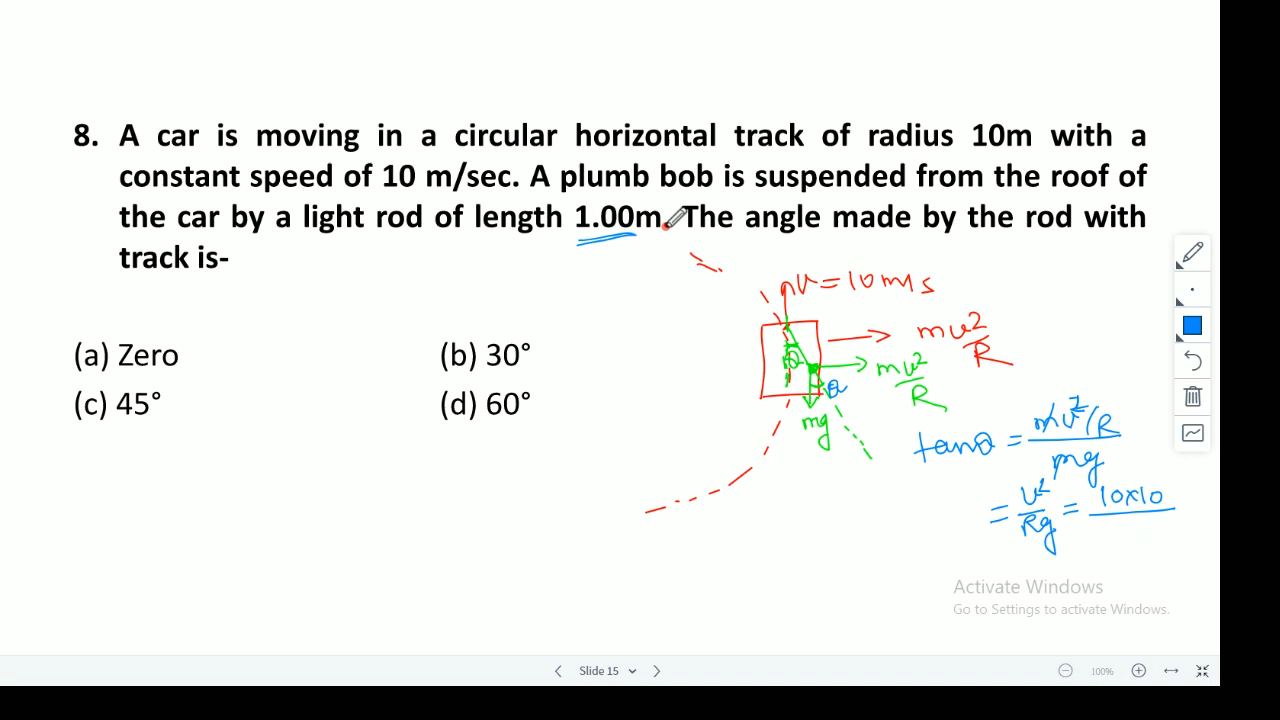 8. A car is moving in a circular horizontal track of radius 10m with a
constant speed of 10 m/sec. A plumb bob is suspended from the roof of
the car by a light rod of length 1.00m. The angle made by the rod with
track is-
v = 10 m/s
mv²/R
(a) Zero (b) 30°
θ mv²/R
(c) 45° (d) 60°
θ
mg
tanθ = mv²/R / mg
= v²/Rg = 10×10
Activate Windows
Go to Settings to activate Windows.
Slide 15
100%